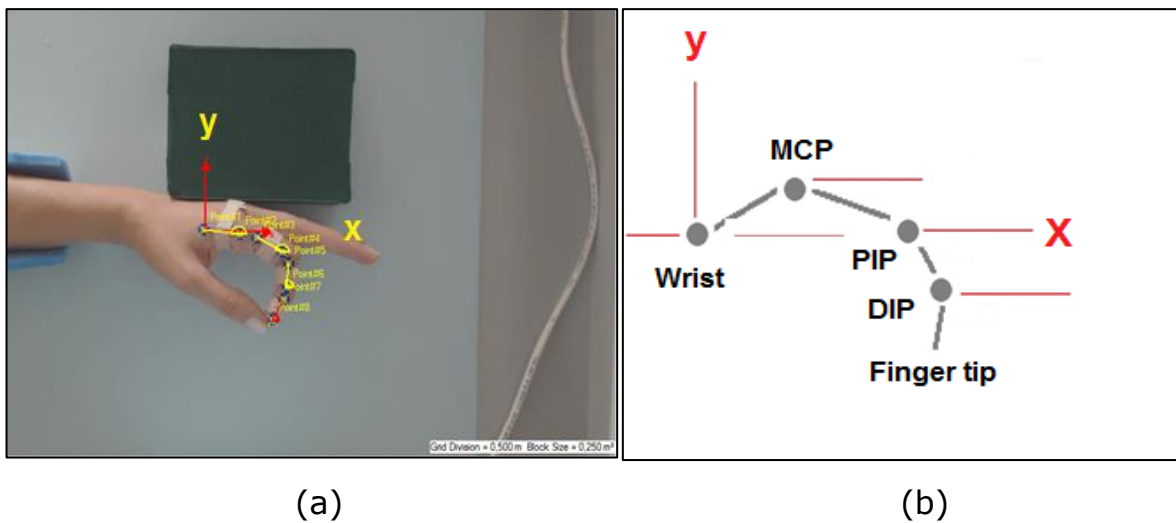 y
x
Point#1
Point#2
Point#3
Point#4
Point#5
Point#6
Point#7
Point#8
Grid Division = 0,500 m Block Size = 0,250 m²
y
MCP
X
Wrist
PIP
DIP
Finger tip
(a)
(b)